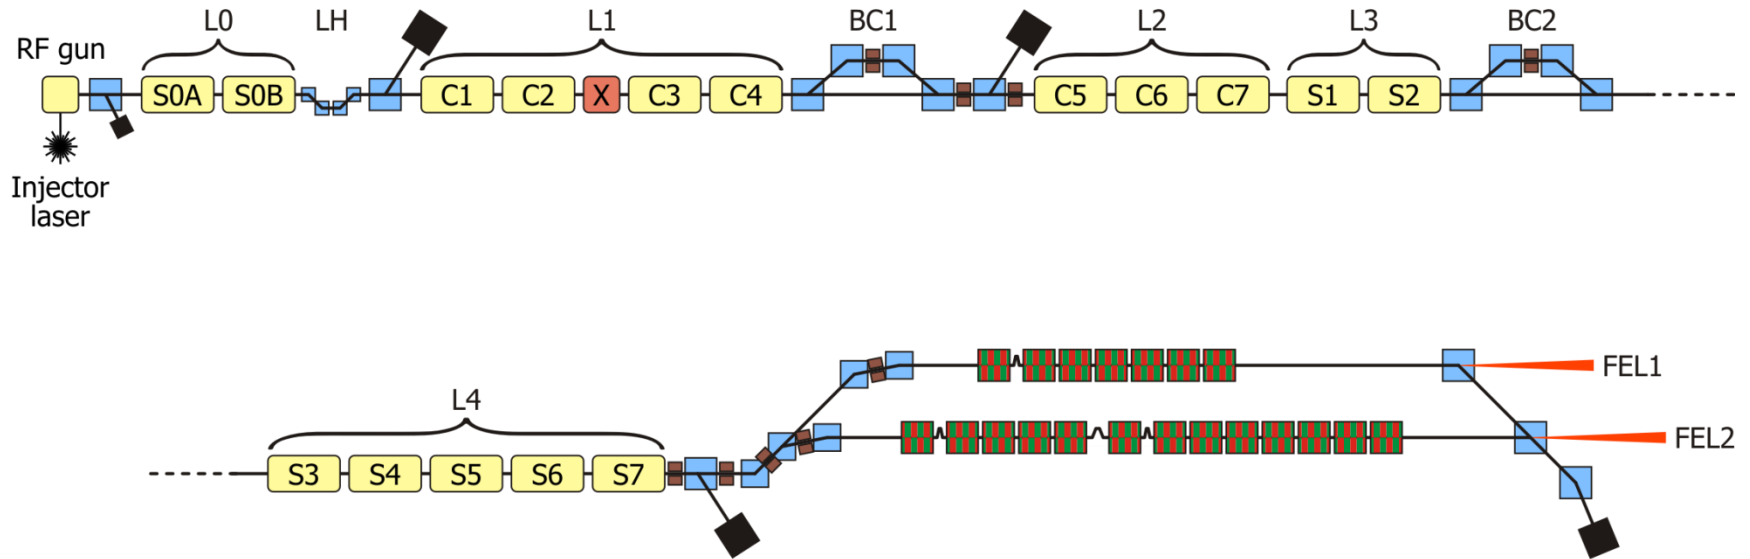 L0 LH L1 BC1 L2 L3 BC2
RF gun
S0A S0B C1 C2 X C3 C4 C5 C6 C7 S1 S2
Injector
laser
FEL1
L4
FEL2
S3 S4 S5 S6 S7